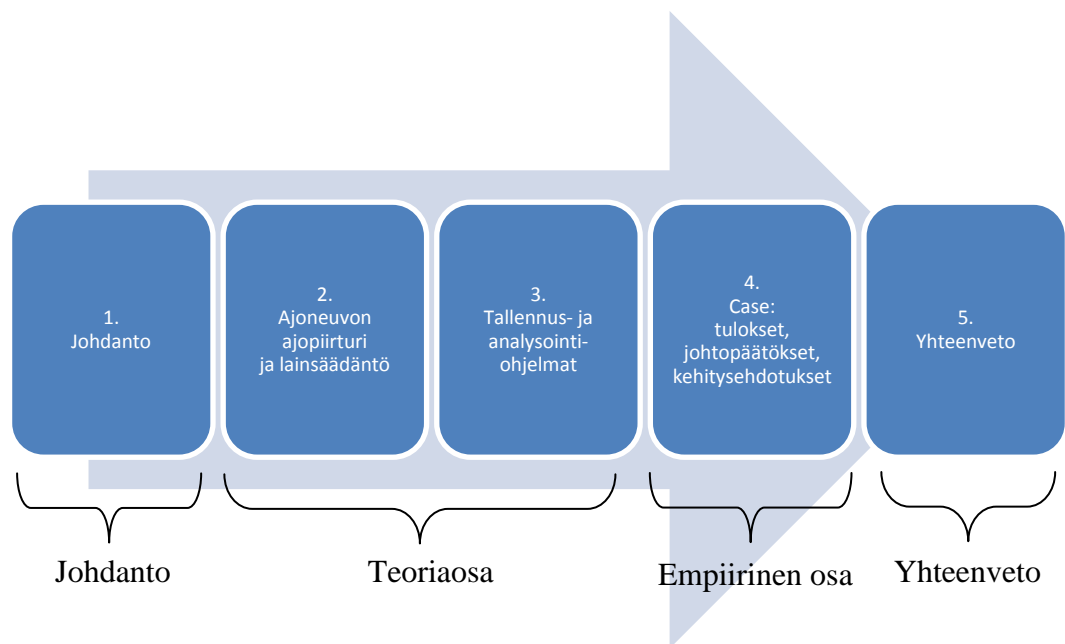 1.
Johdanto
2.
Ajoneuvon
ajopiirturi
ja lainsäädäntö
3.
Tallennus- ja
analysointi-
ohjelmat
4.
Case:
tulokset,
johtopäätökset,
kehitysehdotukset
5.
Yhteenveto
Johdanto
Teoriaosa
Empiirinen osa
Yhteenveto